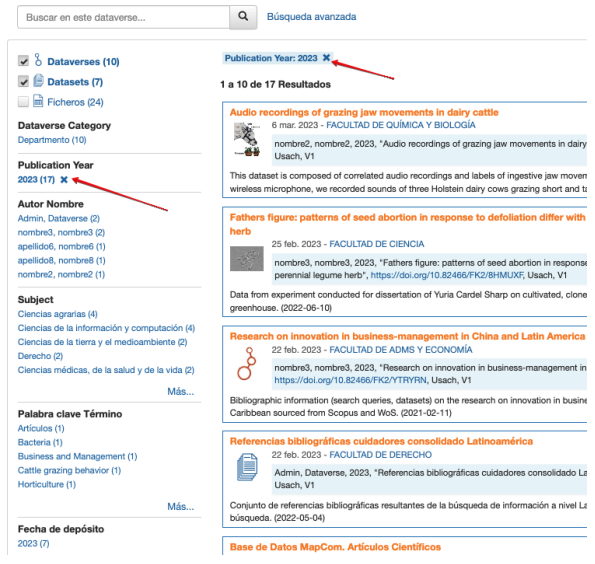 Buscar en este dataverse...
Búsqueda avanzada
Dataverses (10)
Datasets (7)
Ficheros (24)
Dataverse Category
Departmento (10)
Publication Year
2023 (17) ✖
Autor Nombre
Admin, Dataverse (2)
nombre3, nombre3 (2)
apellido6, nombre6 (1)
apellido8, nombre8 (1)
nombre2, nombre2 (1)
Subject
Ciencias agrarias (4)
Ciencias de la información y computación (4)
Ciencias de la tierra y el medioambiente (2)
Derecho (2)
Ciencias médicas, de la salud y de la vida (2)
Más...
Palabra clave Término
Artículos (1)
Bacteria (1)
Business and Management (1)
Cattle grazing behavior (1)
Horticulture (1)
Más...
Fecha de depósito
2023 (7)
Publication Year: 2023 ✖
1 a 10 de 17 Resultados
Audio recordings of grazing jaw movements in dairy cattle
6 mar. 2023 - FACULTAD DE QUÍMICA Y BIOLOGÍA
nombre2, nombre2, 2023, "Audio recordings of grazing jaw movements in dairy
Usach, V1
This dataset is composed of correlated audio recordings and labels of ingestive jaw movem
wireless microphone, we recorded sounds of three Holstein dairy cows grazing short and ta
Fathers figure: patterns of seed abortion in response to defoliation differ with
herb
25 feb. 2023 - FACULTAD DE CIENCIA
nombre3, nombre3, 2023, "Fathers figure: patterns of seed abortion in response
perennial legume herb", https://doi.org/10.82466/FK2/8HMUXF, Usach, V1
Data from experiment conducted for dissertation of Yuria Cardel Sharp on cultivated, clone
greenhouse. (2022-06-10)
Research on innovation in business-management in China and Latin America
22 feb. 2023 - FACULTAD DE ADMS Y ECONOMÍA
nombre3, nombre3, 2023, "Research on innovation in business-management in
https://doi.org/10.82466/FK2/YTRYRN, Usach, V1
Bibliographic information (search queries, datasets) on the research on innovation in busine
Caribbean sourced from Scopus and WoS. (2021-02-11)
Referencias bibliográficas cuidadores consolidado Latinoamérica
22 feb. 2023 - FACULTAD DE DERECHO
Admin, Dataverse, 2023, "Referencias bibliográficas cuidadores consolidado La
Usach, V1
Conjunto de referencias bibliográficas resultantes de la búsqueda de información a nivel La
búsqueda. (2022-05-04)
Base de Datos MapCom. Artículos Científicos